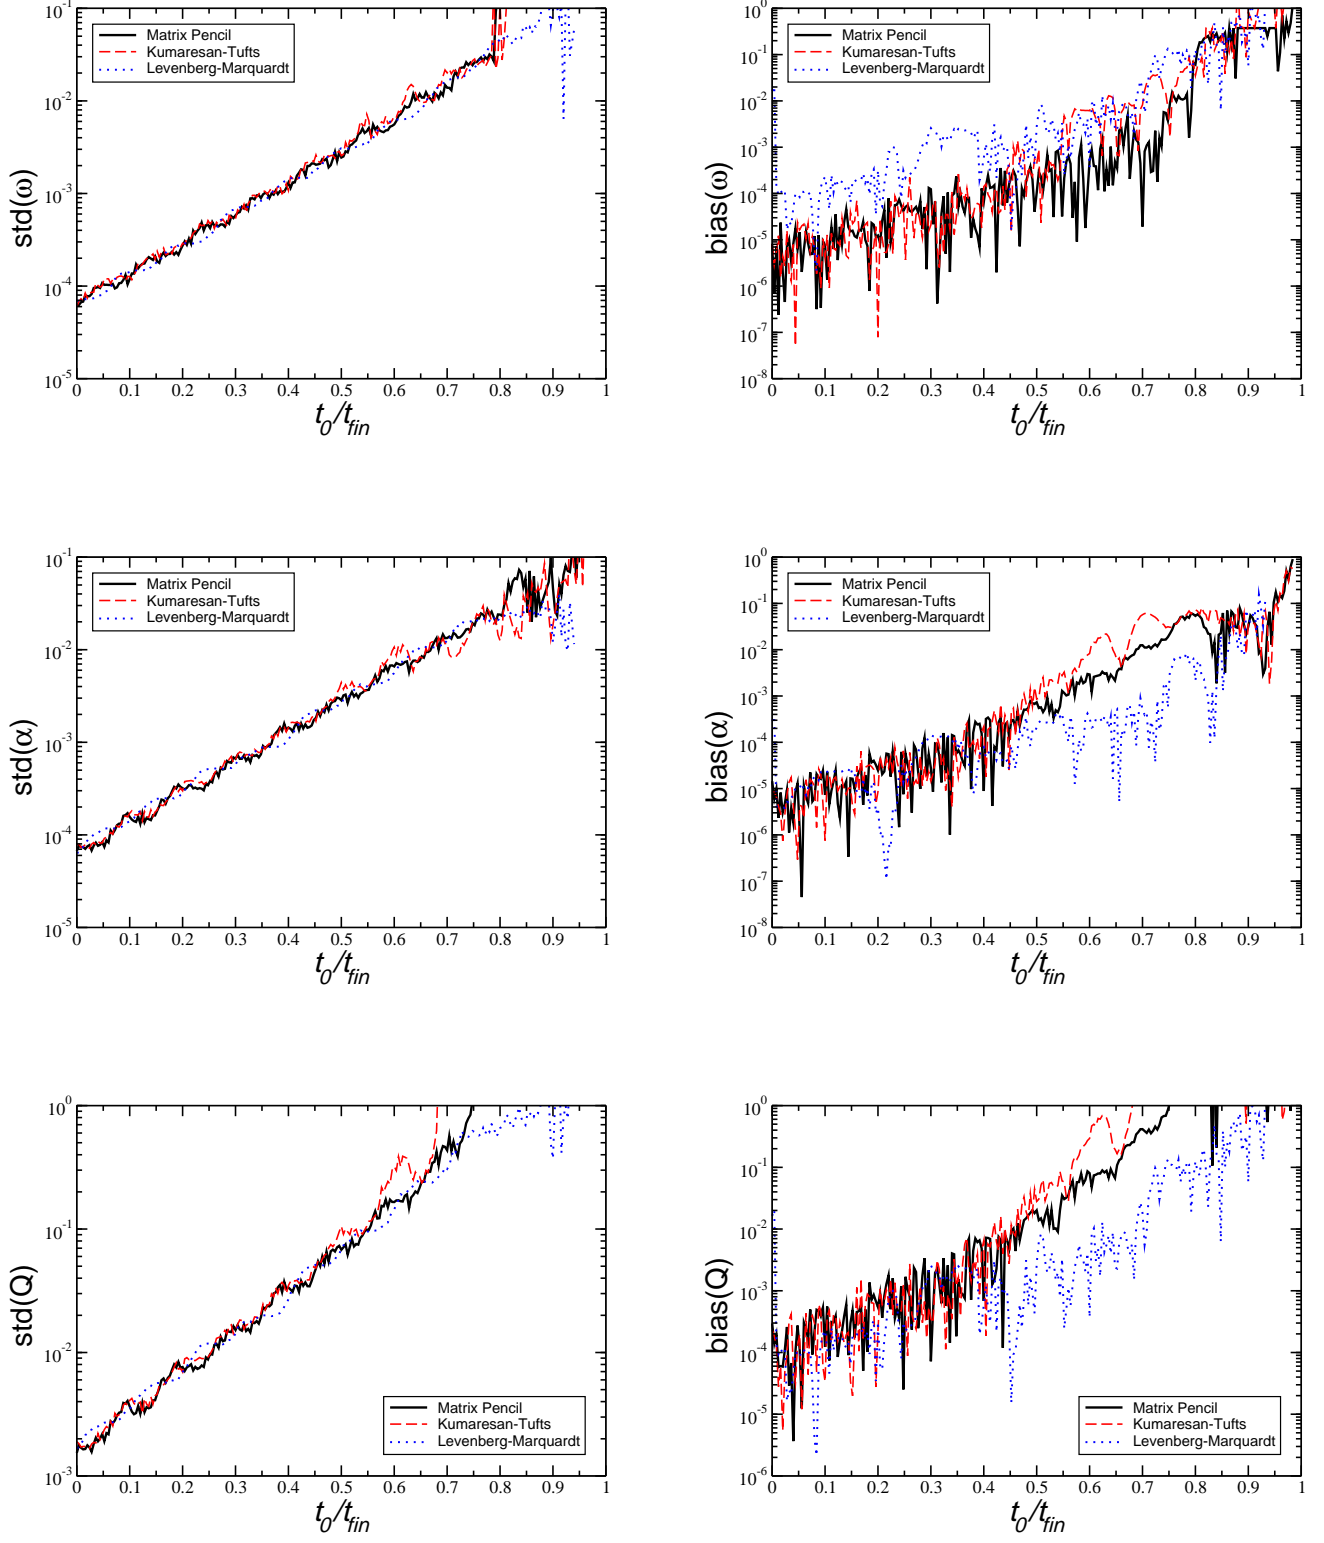 10^-1
10^-2
10^-3
10^-4
10^-5
std(ω)
Matrix Pencil
Kumaresan-Tufts
Levenberg-Marquardt
0 0.1 0.2 0.3 0.4 0.5 0.6 0.7 0.8 0.9 1
t_0/t_fin
10^0
10^-1
10^-2
10^-3
10^-4
10^-5
10^-6
10^-7
10^-8
bias(ω)
Matrix Pencil
Kumaresan-Tufts
Levenberg-Marquardt
0 0.1 0.2 0.3 0.4 0.5 0.6 0.7 0.8 0.9 1
t_0/t_fin
10^-1
10^-2
10^-3
10^-4
10^-5
std(α)
Matrix Pencil
Kumaresan-Tufts
Levenberg-Marquardt
0 0.1 0.2 0.3 0.4 0.5 0.6 0.7 0.8 0.9 1
t_0/t_fin
10^0
10^-1
10^-2
10^-3
10^-4
10^-5
10^-6
10^-7
10^-8
bias(α)
Matrix Pencil
Kumaresan-Tufts
Levenberg-Marquardt
0 0.1 0.2 0.3 0.4 0.5 0.6 0.7 0.8 0.9 1
t_0/t_fin
10^0
10^-1
10^-2
10^-3
std(Q)
Matrix Pencil
Kumaresan-Tufts
Levenberg-Marquardt
0 0.1 0.2 0.3 0.4 0.5 0.6 0.7 0.8 0.9 1
t_0/t_fin
10^0
10^-1
10^-2
10^-3
10^-4
10^-5
10^-6
bias(Q)
Matrix Pencil
Kumaresan-Tufts
Levenberg-Marquardt
0 0.1 0.2 0.3 0.4 0.5 0.6 0.7 0.8 0.9 1
t_0/t_fin